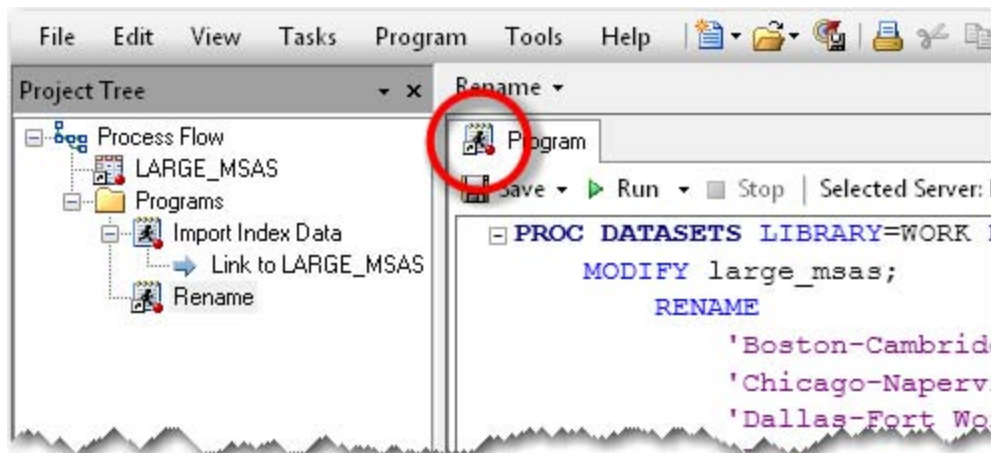 File Edit View Tasks Program Tools Help
Project Tree
Rename
Process Flow
Program
LARGE_MSAS
Save Run Stop Selected Server:
Programs
Import Index Data
PROC DATASETS LIBRARY=WORK
Link to LARGE_MSAS
MODIFY large_msas;
Rename
RENAME
'Boston-Cambrid
'Chicago-Naperv
'Dallas-Fort Wo